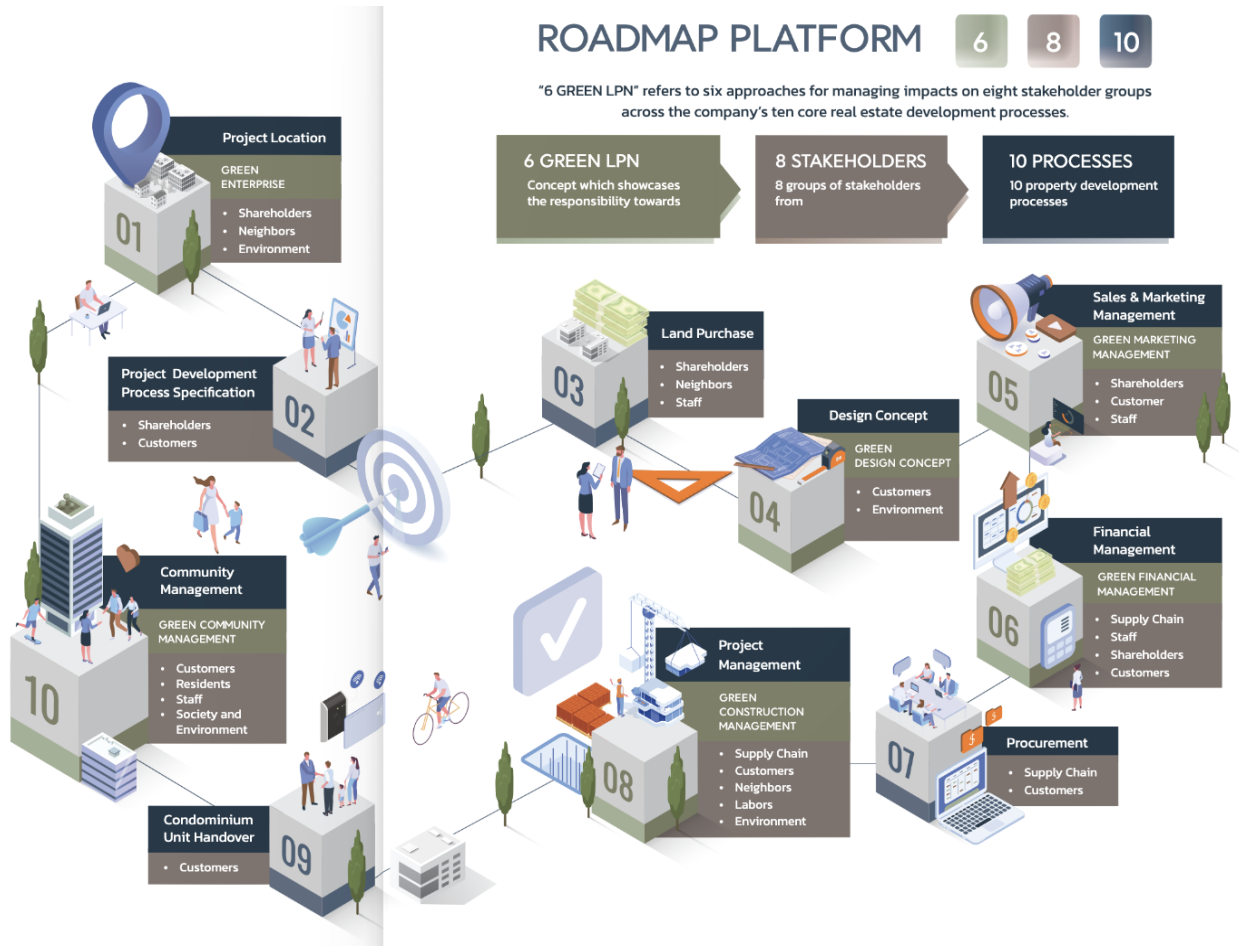 ROADMAP PLATFORM
6
8
10
“6 GREEN LPN” refers to six approaches for managing impacts on eight stakeholder groups
across the company’s ten core real estate development processes.
6 GREEN LPN
Concept which showcases
the responsibility towards
8 STAKEHOLDERS
8 groups of stakeholders
from
10 PROCESSES
10 property development
processes
01
Project Location
GREEN
ENTERPRISE
• Shareholders
• Neighbors
• Environment
02
Project Development
Process Specification
• Shareholders
• Customers
03
Land Purchase
• Shareholders
• Neighbors
• Staff
04
Design Concept
GREEN
DESIGN CONCEPT
• Customers
• Environment
05
Sales & Marketing
Management
GREEN MARKETING
MANAGEMENT
• Shareholders
• Customer
• Staff
06
Financial
Management
GREEN FINANCIAL
MANAGEMENT
• Supply Chain
• Staff
• Shareholders
• Customers
07
Procurement
• Supply Chain
• Customers
08
Project
Management
GREEN
CONSTRUCTION
MANAGEMENT
• Supply Chain
• Customers
• Neighbors
• Labors
• Environment
09
Condominium
Unit Handover
• Customers
10
Community
Management
GREEN COMMUNITY
MANAGEMENT
• Customers
• Residents
• Staff
• Society and
Environment